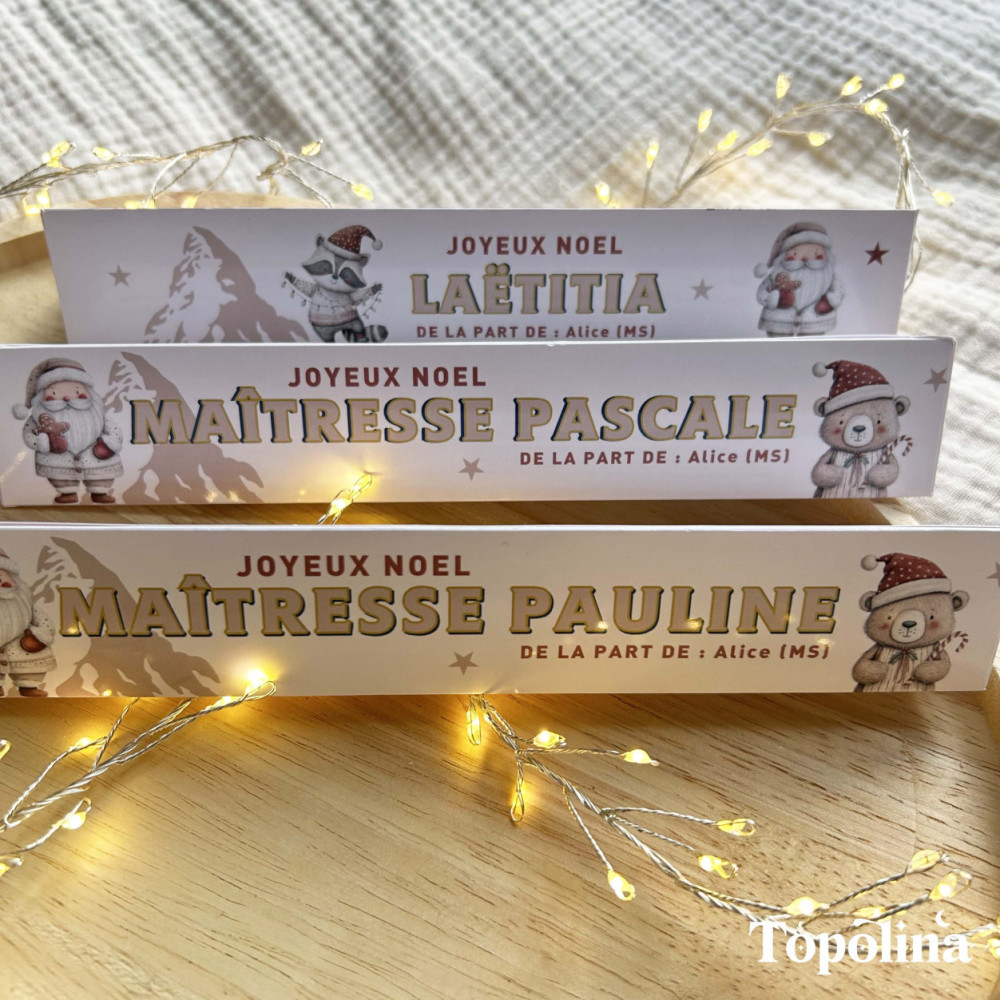 JOYEUX NOEL
LAËTITIA
DE LA PART DE : Alice (MS)
JOYEUX NOEL
MAÎTRESSE PASCALE
DE LA PART DE : Alice (MS)
JOYEUX NOEL
MAÎTRESSE PAULINE
DE LA PART DE : Alice (MS)
Topolina